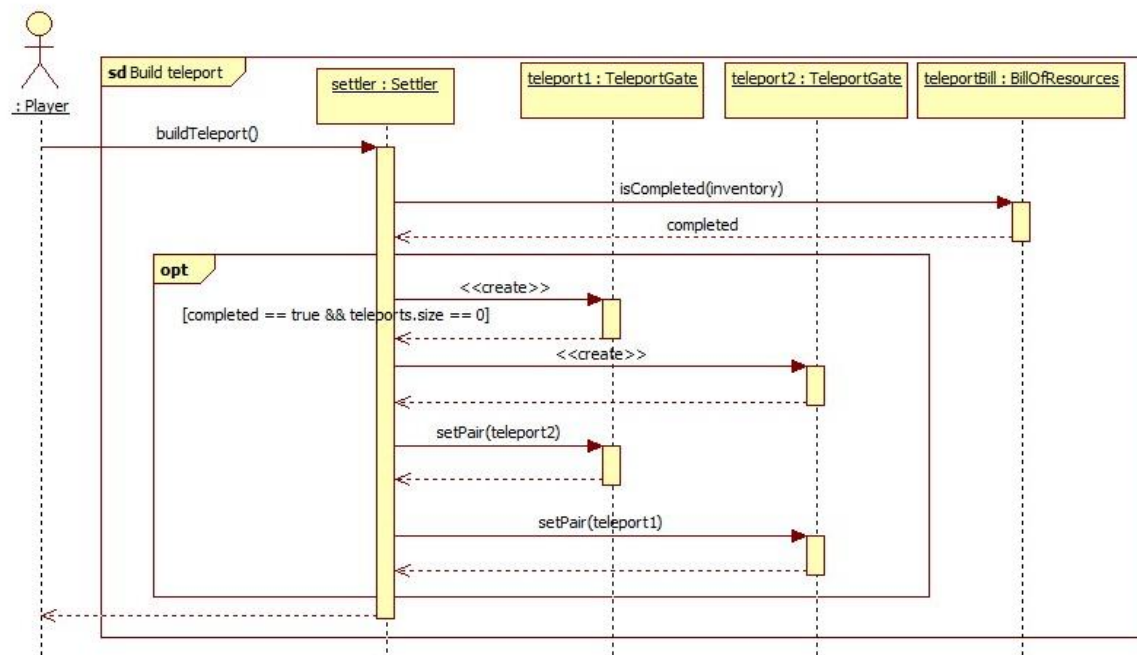 sd Build teleport
: Player
settler : Settler
teleport1 : TeleportGate
teleport2 : TeleportGate
teleportBill : BillOfResources
buildTeleport()
isCompleted(inventory)
completed
opt
<<create>>
[completed == true && teleports.size == 0]
<<create>>
setPair(teleport2)
setPair(teleport1)